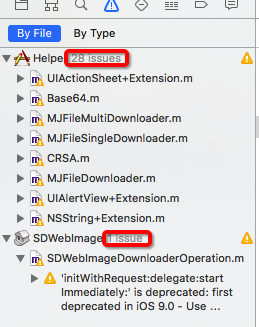 By File
By Type
Helpe 28 issues
UIActionSheet+Extension.m
Base64.m
MJFileMultiDownloader.m
MJFileSingleDownloader.m
CRSA.m
MJFileDownloader.m
UIAlertView+Extension.m
NSString+Extension.m
SDWebImage 1 issue
SDWebImageDownloaderOperation.m
'initWithRequest:delegate:start
Immediately:' is deprecated: first
deprecated in iOS 9.0 - Use ...